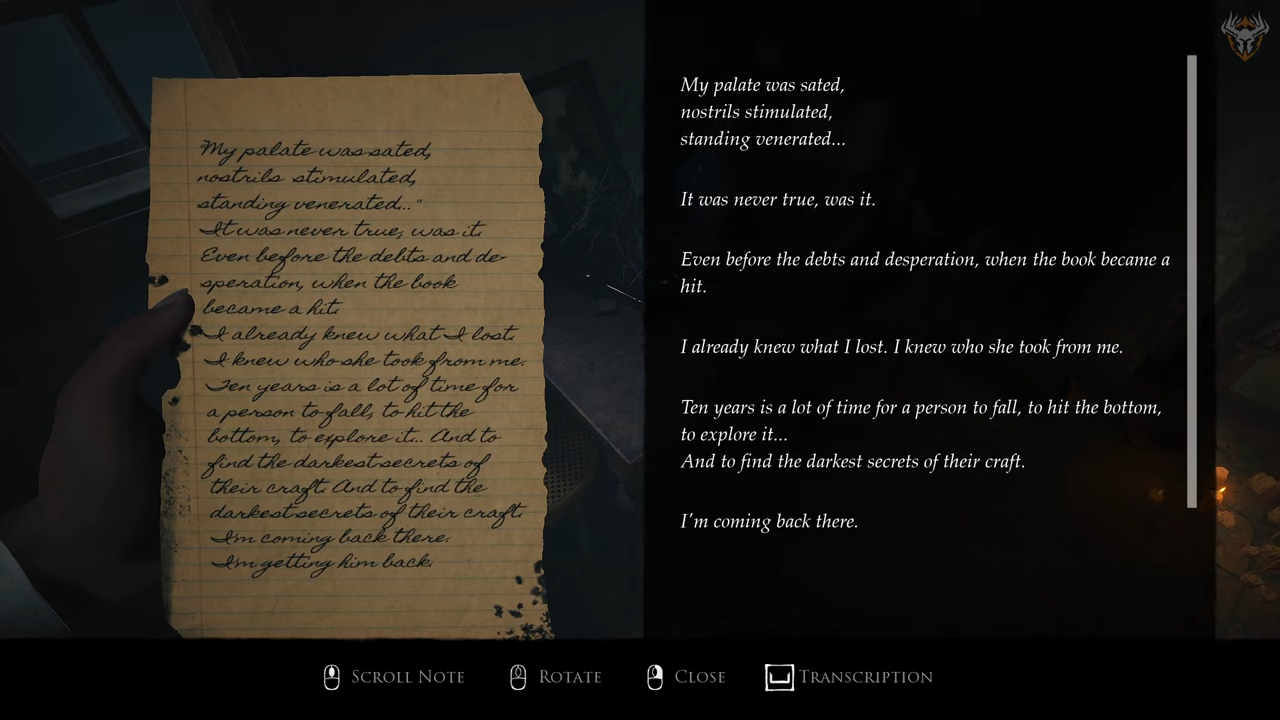 "My palate was sated,
nostrils stimulated,
standing venerated..."
It was never true, was it.
Even before the debts and de-
speration, when the book
became a hit.
I already knew what I lost.
I knew who she took from me.
Ten years is a lot of time for
a person to fall, to hit the
bottom, to explore it... And to
find the darkest secrets of
their craft. And to find the
darkest secrets of their craft.
I'm coming back there.
I'm getting him back.
My palate was sated,
nostrils stimulated,
standing venerated...
It was never true, was it.
Even before the debts and desperation, when the book became a
hit.
I already knew what I lost. I knew who she took from me.
Ten years is a lot of time for a person to fall, to hit the bottom,
to explore it...
And to find the darkest secrets of their craft.
I'm coming back there.
SCROLL NOTE ROTATE CLOSE TRANSCRIPTION